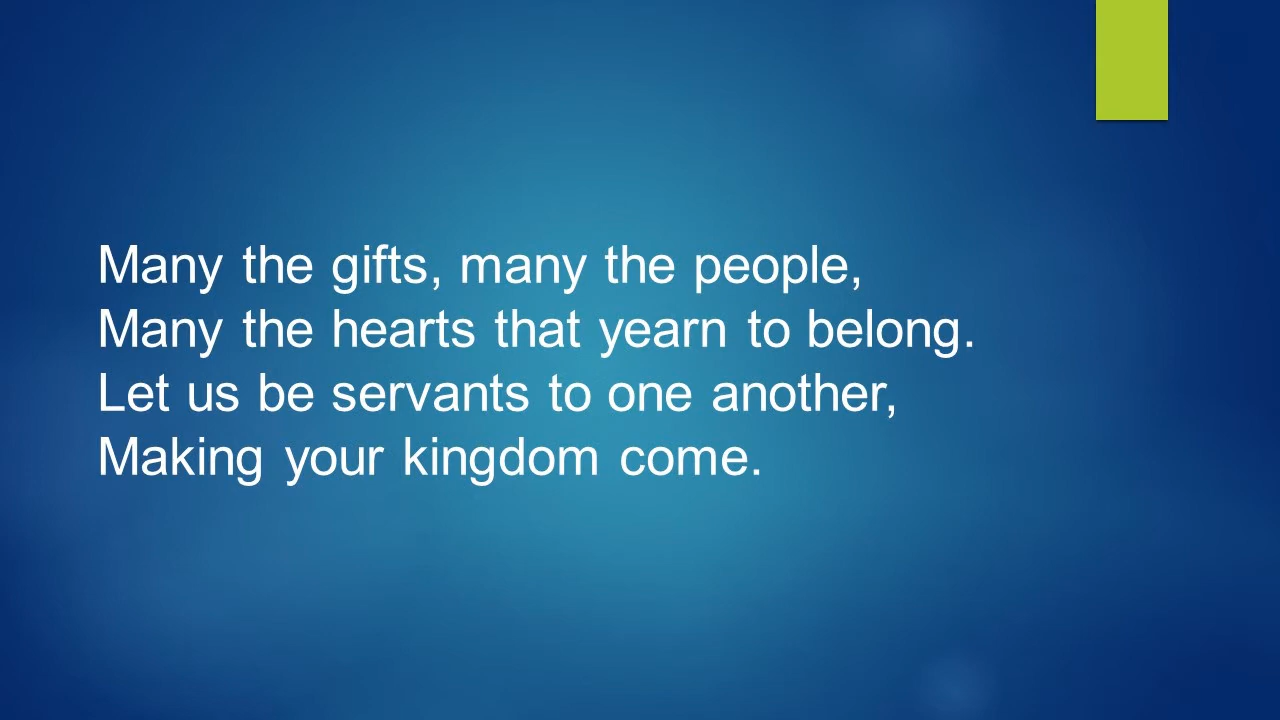 Many the gifts, many the people,
Many the hearts that yearn to belong.
Let us be servants to one another,
Making your kingdom come.